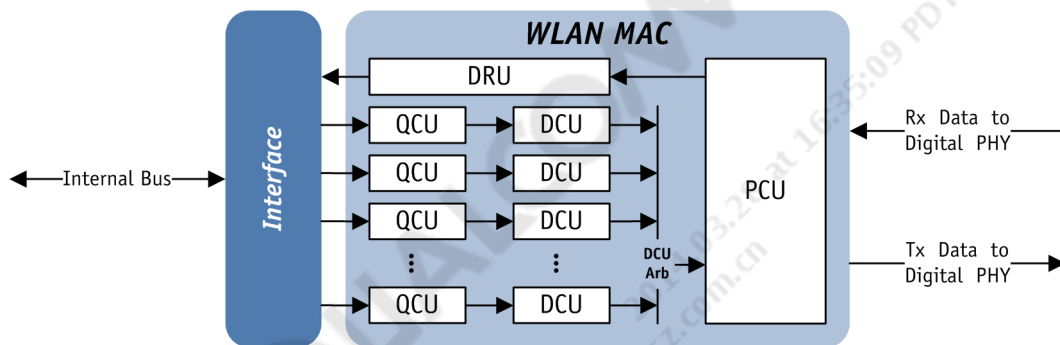 WLAN MAC
DRU
QCU DCU
QCU DCU
QCU DCU
QCU DCU
DCU
Arb
PCU
Interface
Internal Bus
Rx Data to
Digital PHY
Tx Data to
Digital PHY